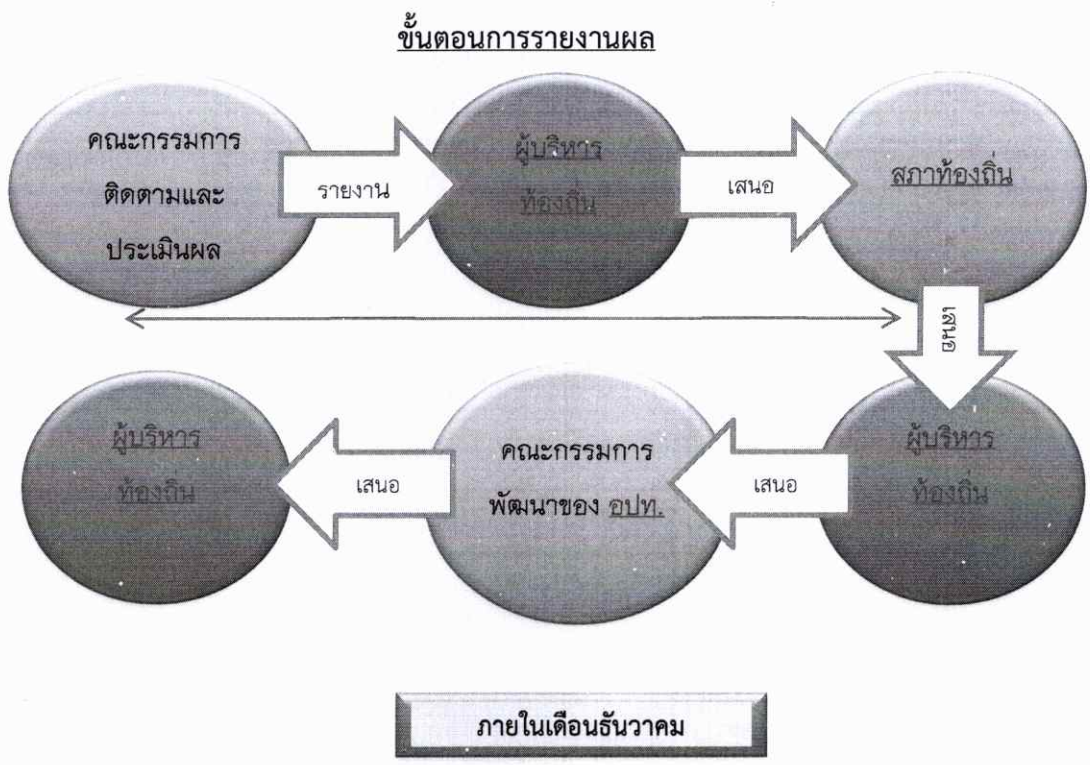 ขั้นตอนการรายงานผล
คณะกรรมการ
ติดตามและ
ประเมินผล
รายงาน
ผู้บริหาร
ท้องถิ่น
เสนอ
สภาท้องถิ่น
เสนอ
ผู้บริหาร
ท้องถิ่น
เสนอ
คณะกรรมการ
พัฒนาของ อปท.
เสนอ
ผู้บริหาร
ท้องถิ่น
ภายในเดือนธันวาคม